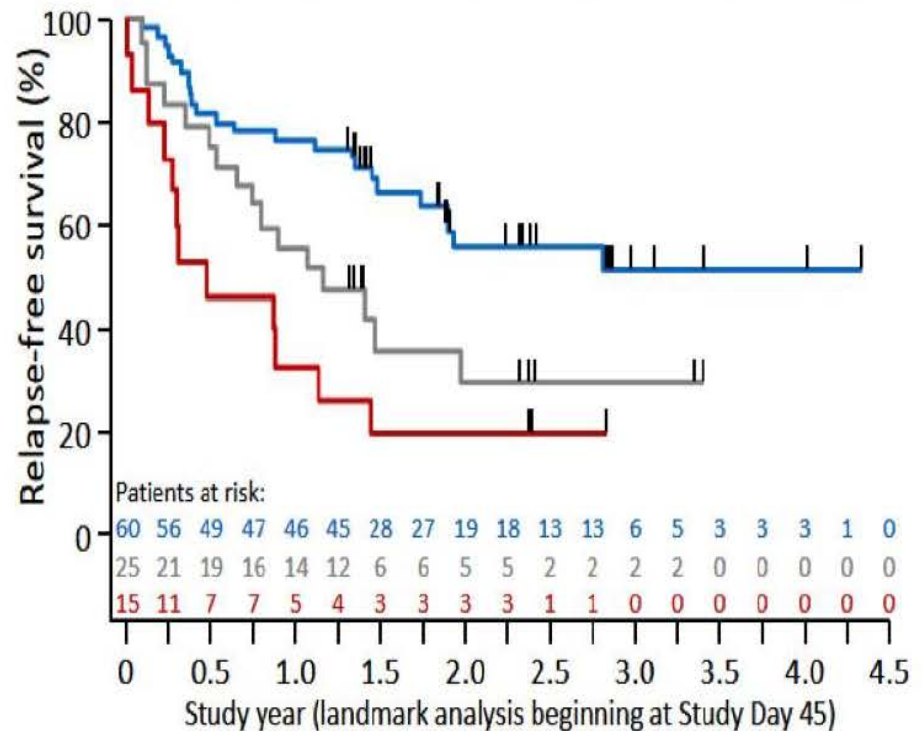 Relapse-free survival (%)
100
80
60
40
20
0
Patients at risk:
60 56 49 47 46 45 28 27 19 18 13 13 6 5 3 3 3 1 0
25 21 19 16 14 12 6 6 5 5 2 2 2 2 0 0 0 0 0
15 11 7 7 5 4 3 3 3 3 1 1 0 0 0 0 0 0 0
0 0.5 1.0 1.5 2.0 2.5 3.0 3.5 4.0 4.5
Study year (landmark analysis beginning at Study Day 45)